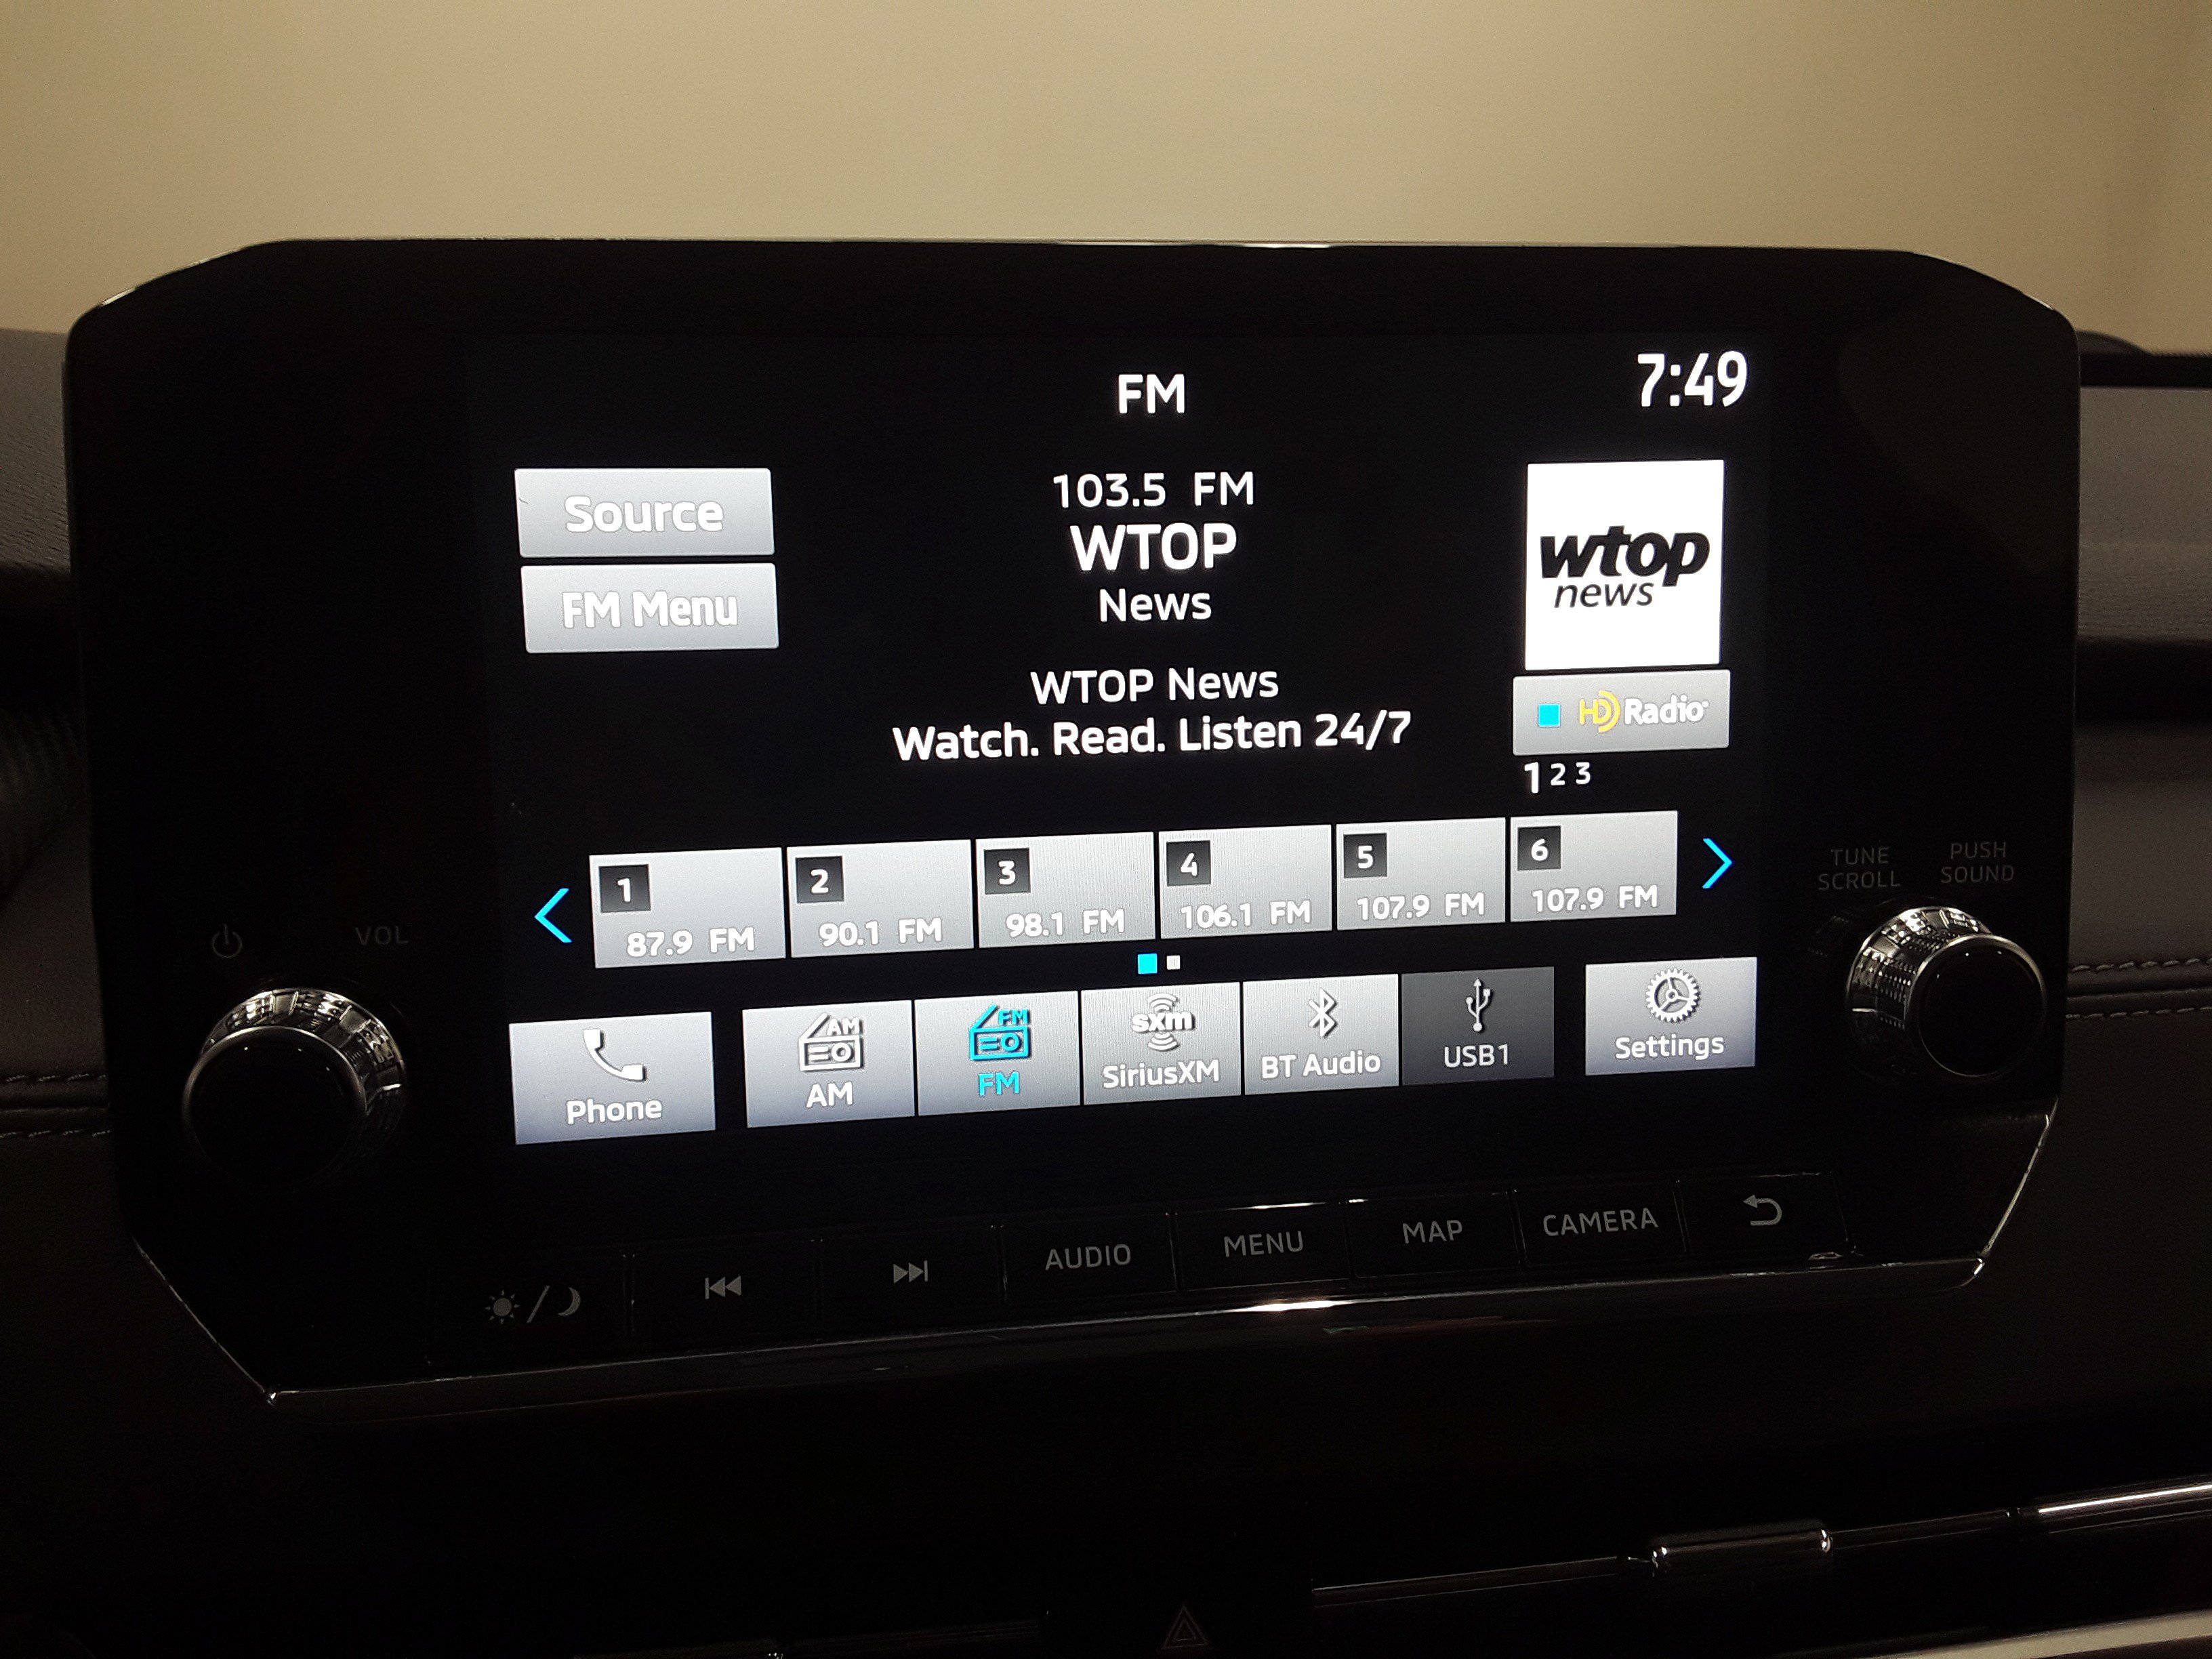 FM
7:49
Source
FM Menu
103.5 FM
WTOP
News
WTOP News
Watch. Read. Listen 24/7
wtop
news
HD Radio
1 2 3
1
87.9 FM
2
90.1 FM
3
98.1 FM
4
106.1 FM
5
107.9 FM
6
107.9 FM
VOL
TUNE
SCROLL
PUSH
SOUND
Phone
AM
AM
FM
FM
sxm
SiriusXM
BT Audio
USB1
Settings
AUDIO
MENU
MAP
CAMERA